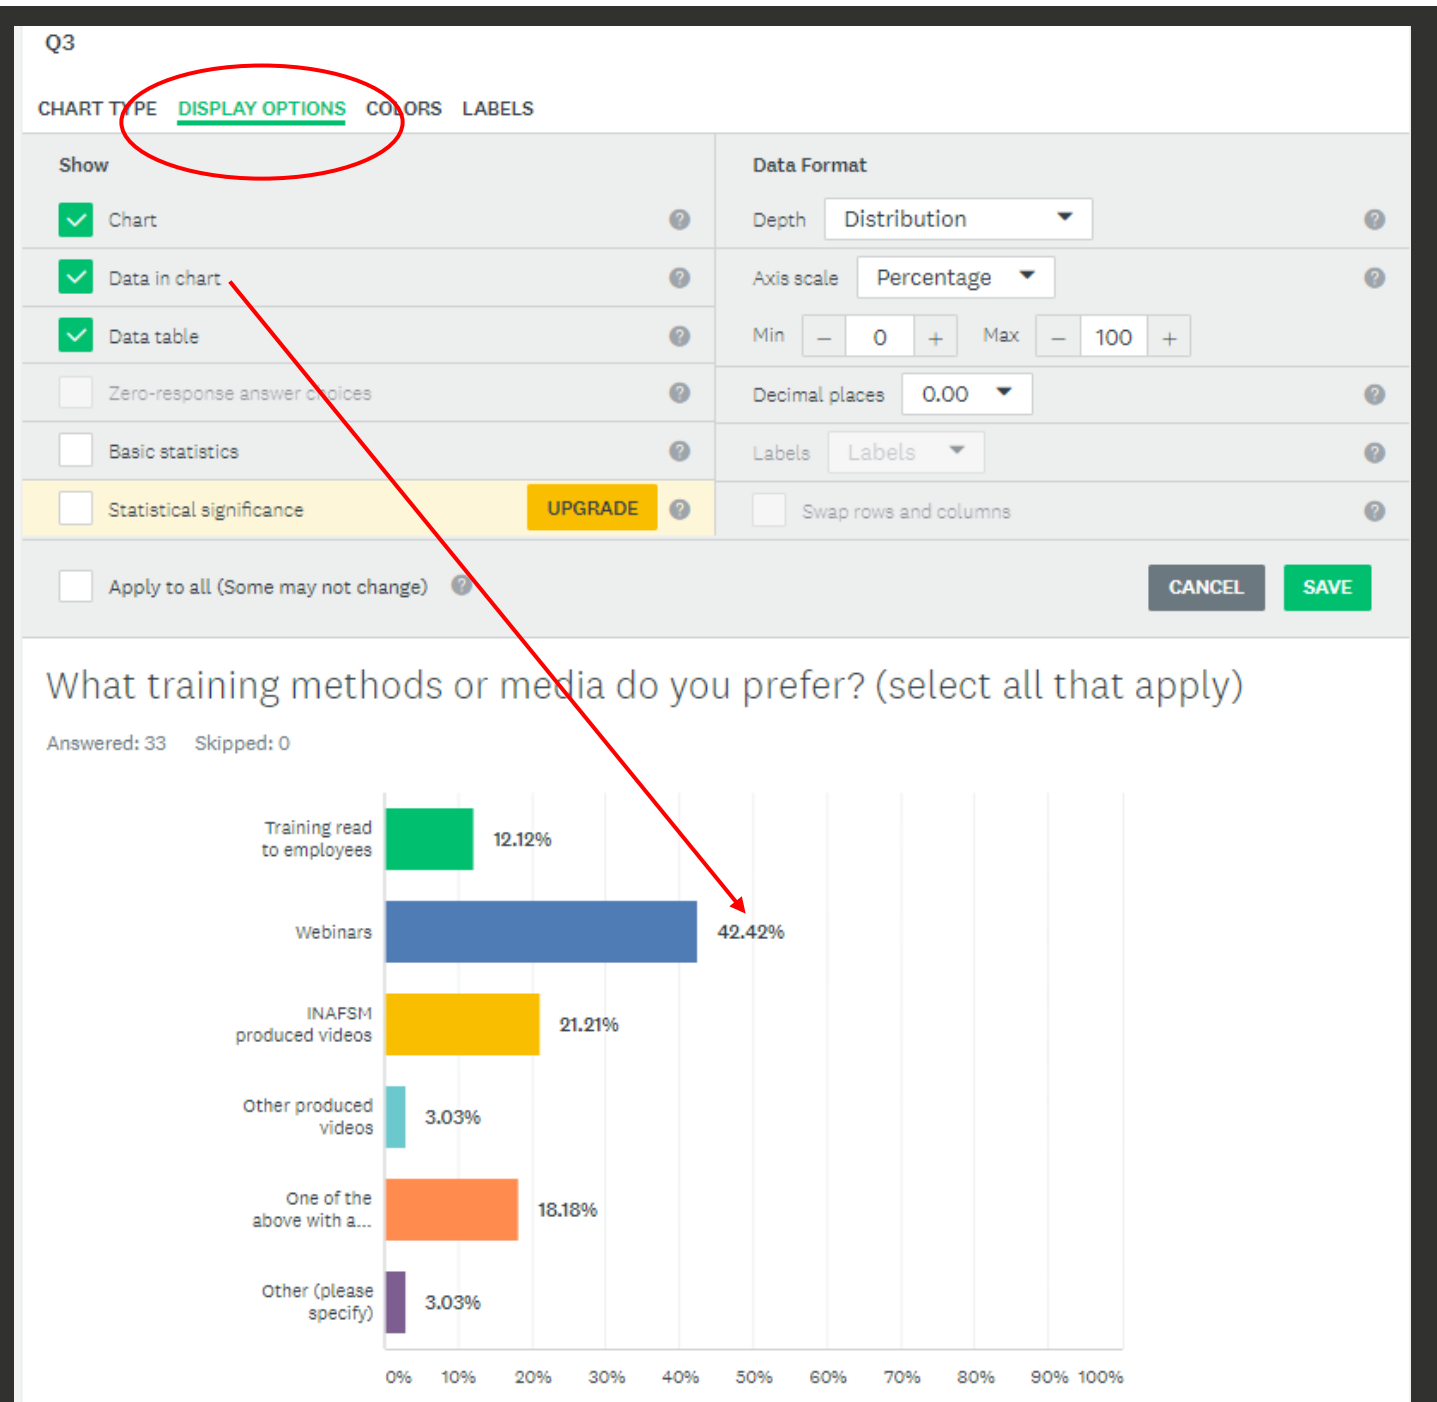 Q3
CHART TYPE DISPLAY OPTIONS COLORS LABELS
Show
Chart
Data in chart
Data table
Zero-response answer choices
Basic statistics
Statistical significance UPGRADE
Data Format
Depth Distribution
Axis scale Percentage
Min – 0 + Max – 100 +
Decimal places 0.00
Labels Labels
Swap rows and columns
Apply to all (Some may not change)
CANCEL SAVE
What training methods or media do you prefer? (select all that apply)
Answered: 33 Skipped: 0
Training read
to employees
12.12%
Webinars
42.42%
INAFSM
produced videos
21.21%
Other produced
videos
3.03%
One of the
above with a...
18.18%
Other (please
specify)
3.03%
0% 10% 20% 30% 40% 50% 60% 70% 80% 90% 100%